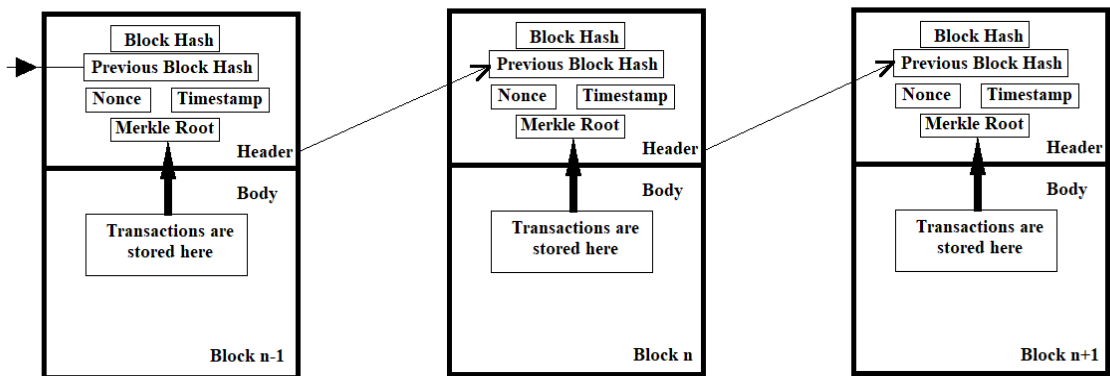 Block Hash
Previous Block Hash
Nonce
Timestamp
Merkle Root
Header
Body
Transactions are
stored here
Block n-1
Block Hash
Previous Block Hash
Nonce
Timestamp
Merkle Root
Header
Body
Transactions are
stored here
Block n
Block Hash
Previous Block Hash
Nonce
Timestamp
Merkle Root
Header
Body
Transactions are
stored here
Block n+1